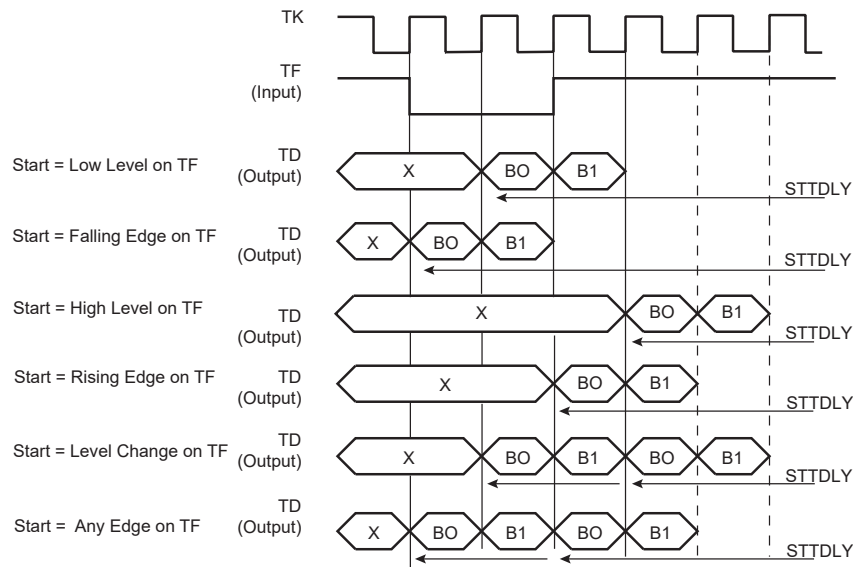 TK
TF
(Input)
Start = Low Level on TF
TD
(Output)
X
BO
B1
STTDLY
Start = Falling Edge on TF
TD
(Output)
X
BO
B1
STTDLY
Start = High Level on TF
TD
(Output)
X
BO
B1
STTDLY
Start = Rising Edge on TF
TD
(Output)
X
BO
B1
STTDLY
Start = Level Change on TF
TD
(Output)
X
BO
B1
BO
B1
STTDLY
Start = Any Edge on TF
TD
(Output)
X
BO
B1
BO
B1
STTDLY